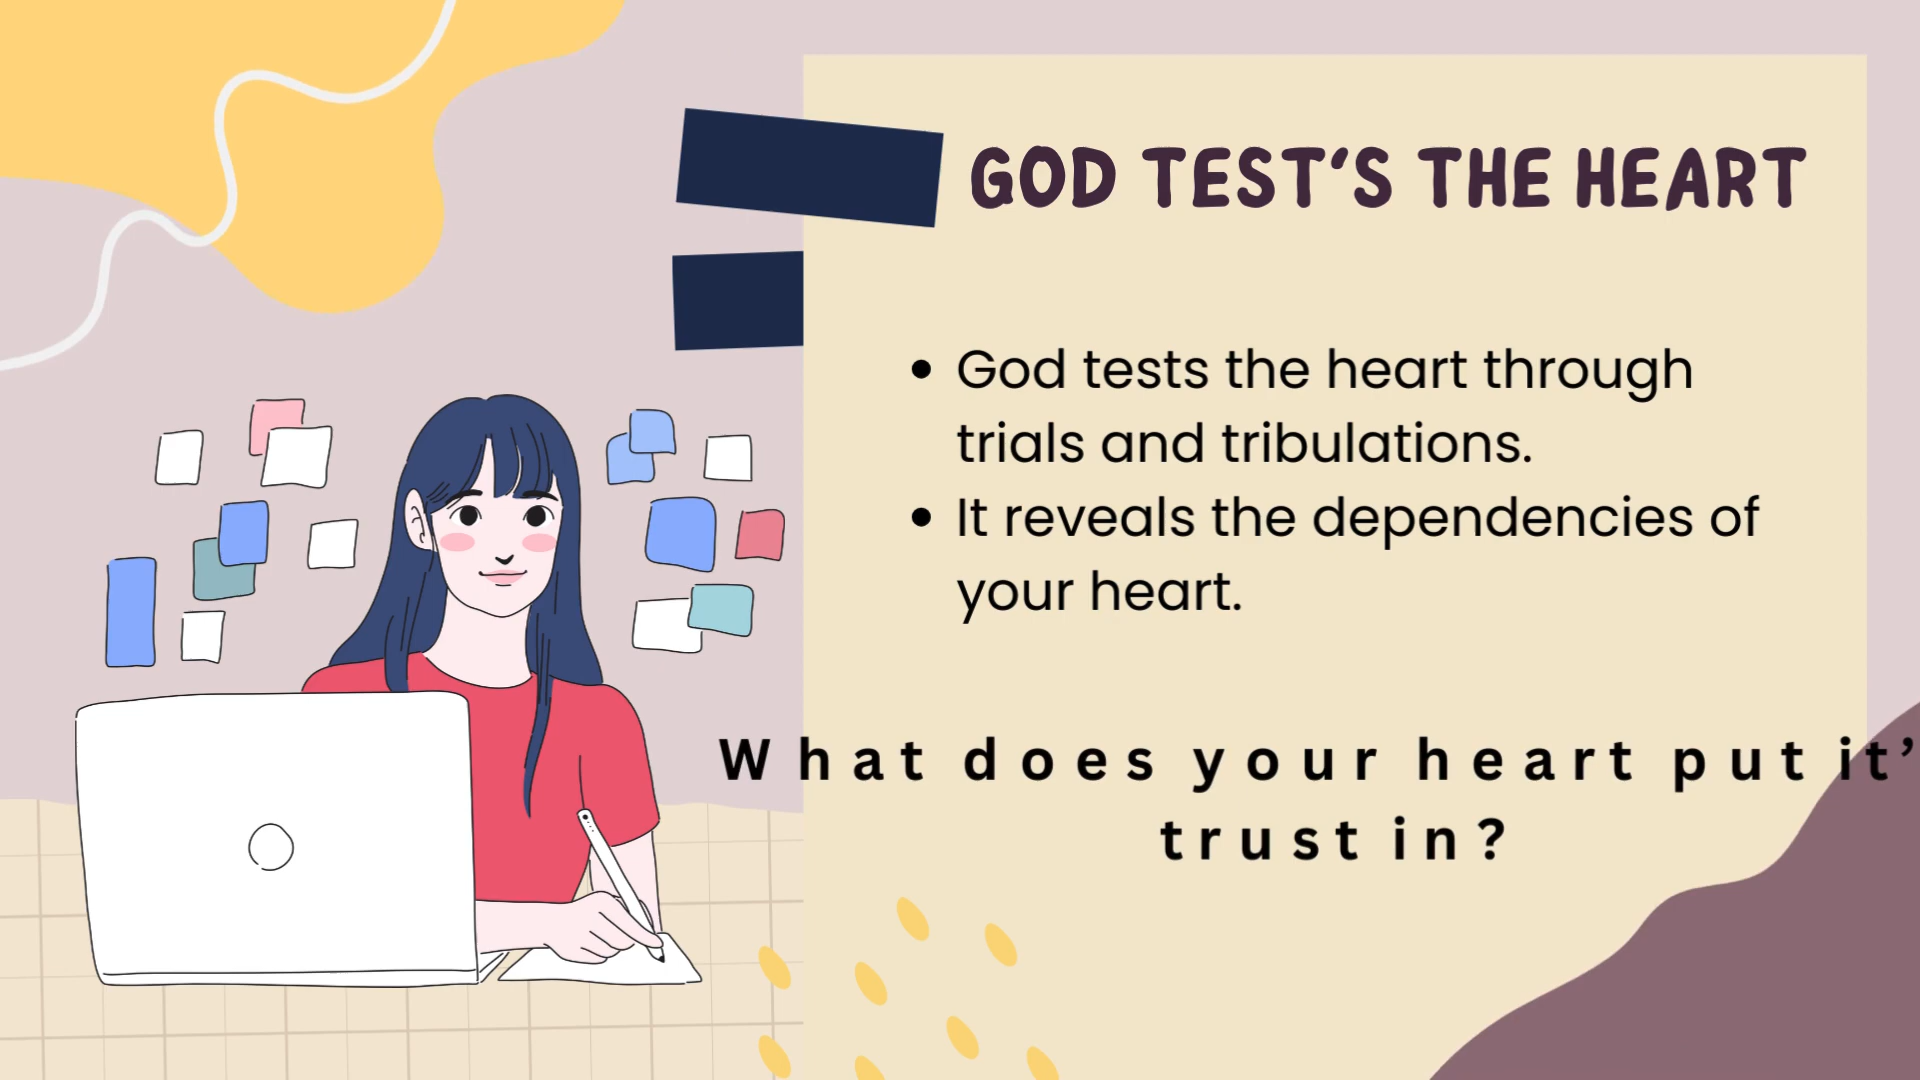 GOD TEST'S THE HEART
• God tests the heart through
trials and tribulations.
• It reveals the dependencies of
your heart.
What does your heart put it'
trust in?